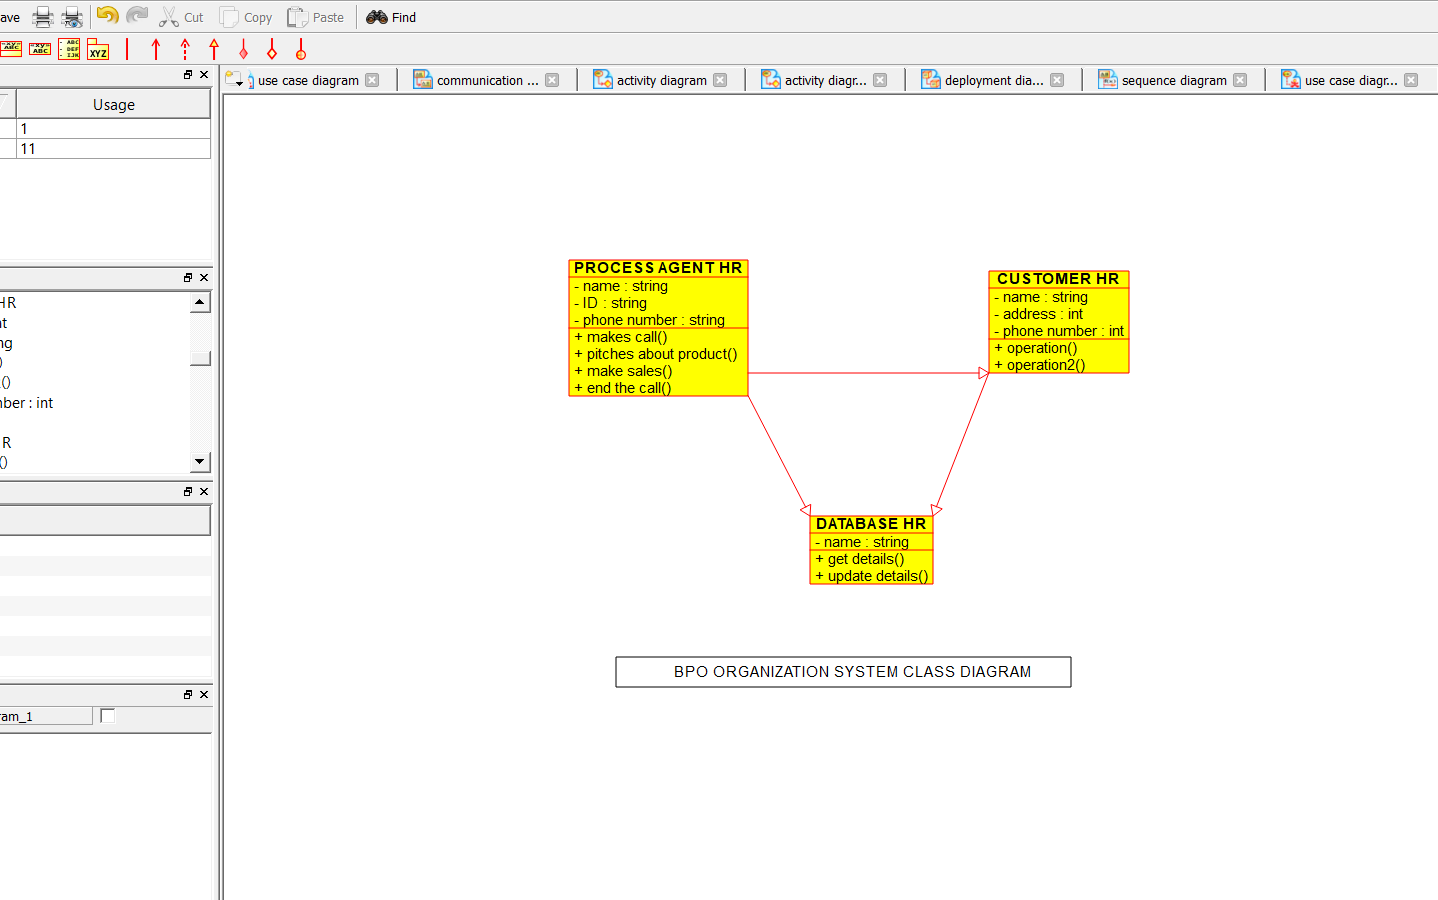 ave Cut Copy Paste Find
ABC
ABC DEF IJK XYZ
use case diagram communication ... activity diagram activity diagr... deployment dia... sequence diagram use case diagr...
Usage
1
11
HR
nt
ng
)
()
nber : int
R
()
ram_1
PROCESS AGENT HR
- name : string
- ID : string
- phone number : string
+ makes call()
+ pitches about product()
+ make sales()
+ end the call()
CUSTOMER HR
- name : string
- address : int
- phone number : int
+ operation()
+ operation2()
DATABASE HR
- name : string
+ get details()
+ update details()
BPO ORGANIZATION SYSTEM CLASS DIAGRAM